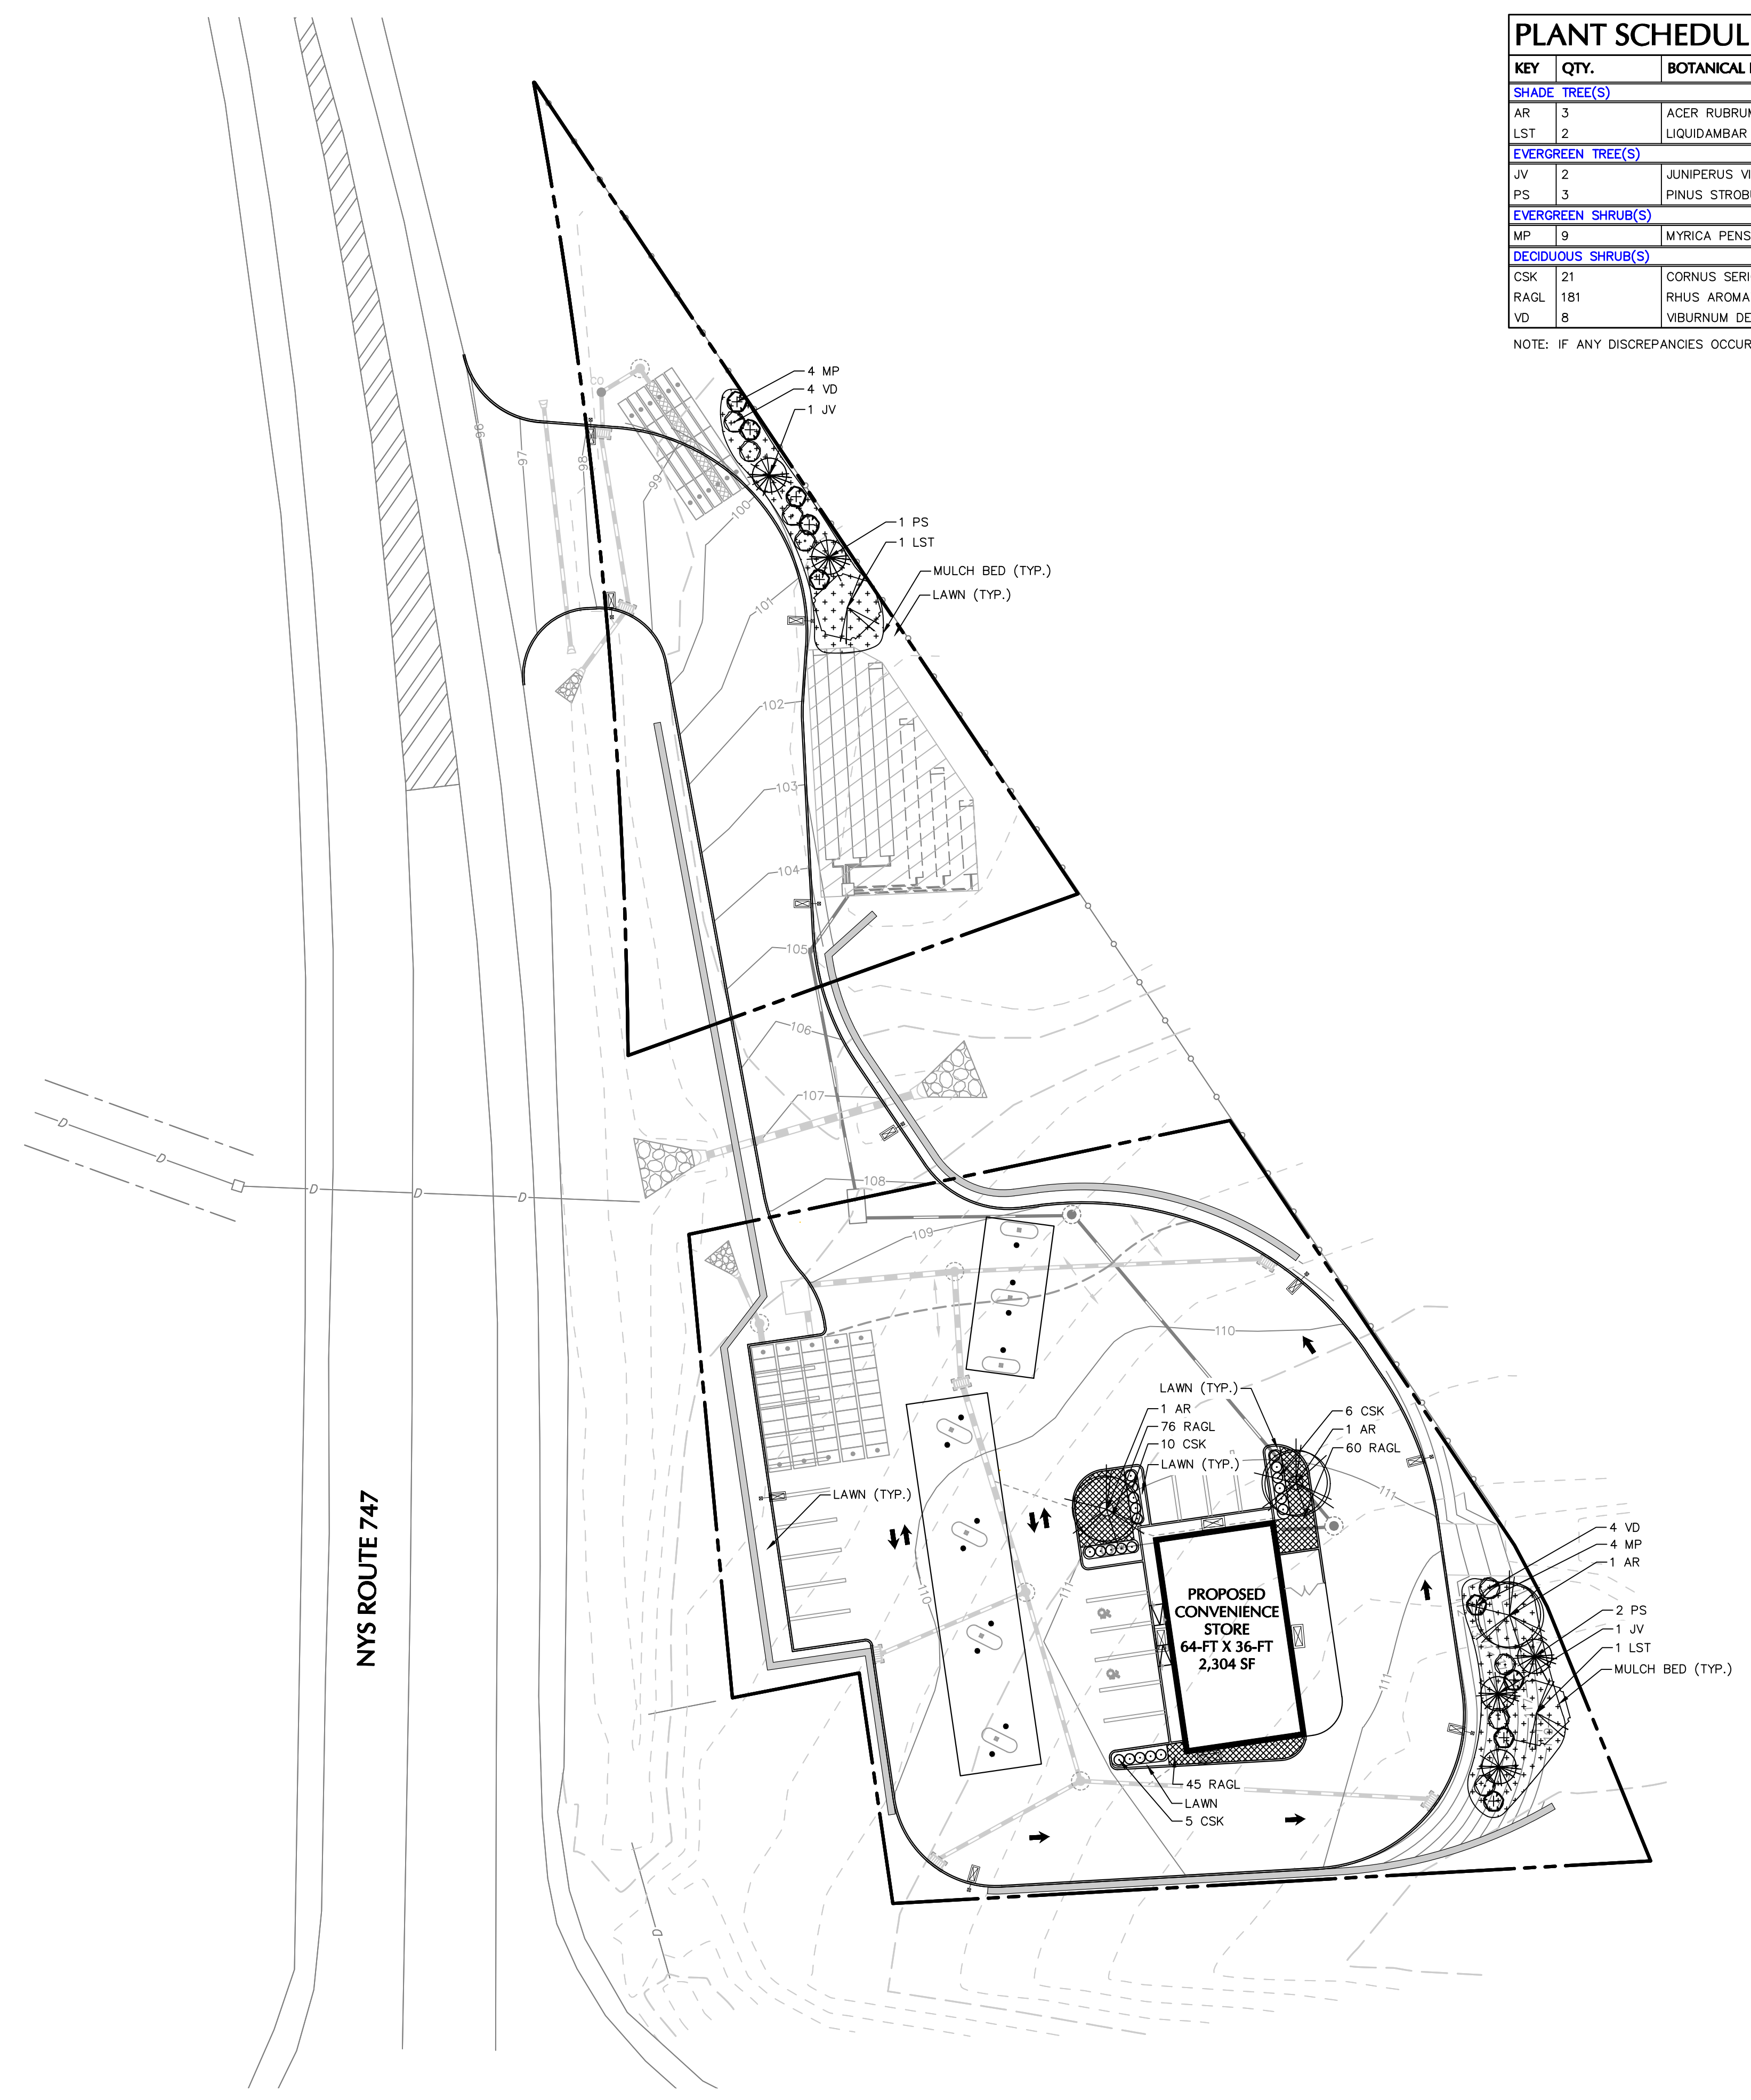 PLANT SCHEDUL
KEY QTY. BOTANICAL
SHADE TREE(S)
AR 3 ACER RUBRUM
LST 2 LIQUIDAMBAR
EVERGREEN TREE(S)
JV 2 JUNIPERUS VI
PS 3 PINUS STROB
EVERGREEN SHRUB(S)
MP 9 MYRICA PENS
DECIDUOUS SHRUB(S)
CSK 21 CORNUS SERI
RAGL 181 RHUS AROMA
VD 8 VIBURNUM DE
NOTE: IF ANY DISCREPANCIES OCCUR
4 MP
4 VD
1 JV
96
97
98
99
100
1 PS
1 LST
MULCH BED (TYP.)
LAWN (TYP.)
101
102
103
104
105
106
107
108
109
110
D
D
D
D
D
LAWN (TYP.)
1 AR
76 RAGL
10 CSK
LAWN (TYP.)
6 CSK
1 AR
60 RAGL
LAWN (TYP.)
111
110
111
111
4 VD
4 MP
1 AR
2 PS
1 JV
1 LST
MULCH BED (TYP.)
PROPOSED
CONVENIENCE
STORE
64-FT X 36-FT
2,304 SF
45 RAGL
LAWN
5 CSK
NYS ROUTE 747
D